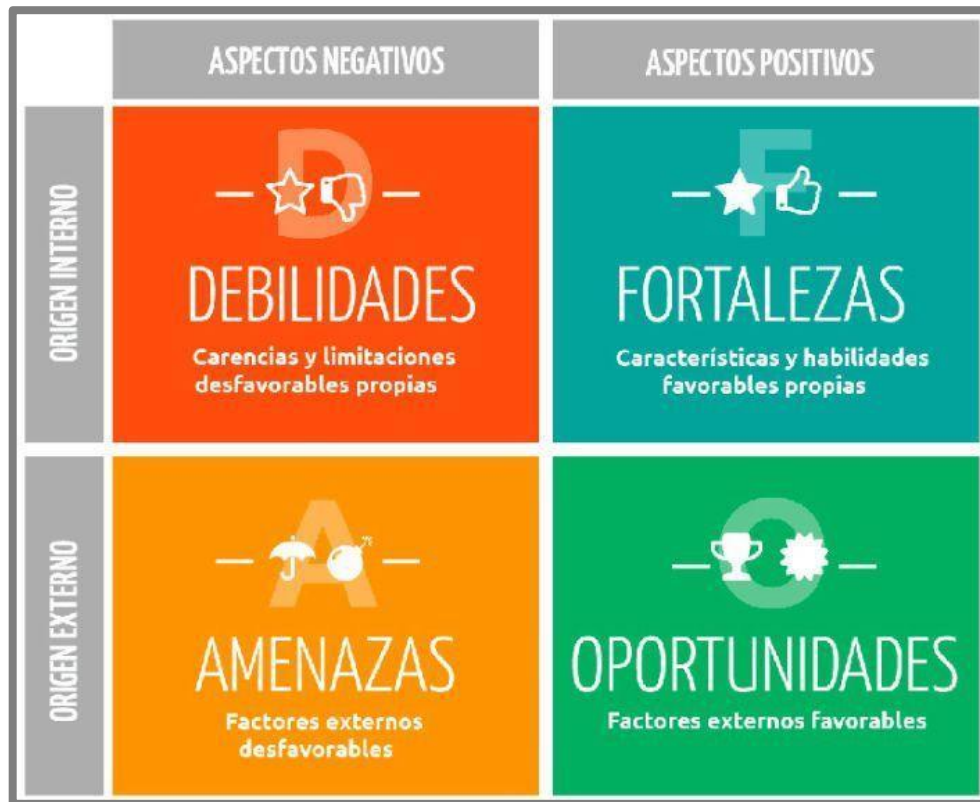 ASPECTOS NEGATIVOS
ASPECTOS POSITIVOS
ORIGEN INTERNO
D
DEBILIDADES
Carencias y limitaciones
desfavorables propias
F
FORTALEZAS
Características y habilidades
favorables propias
ORIGEN EXTERNO
A
AMENAZAS
Factores externos
desfavorables
O
OPORTUNIDADES
Factores externos favorables